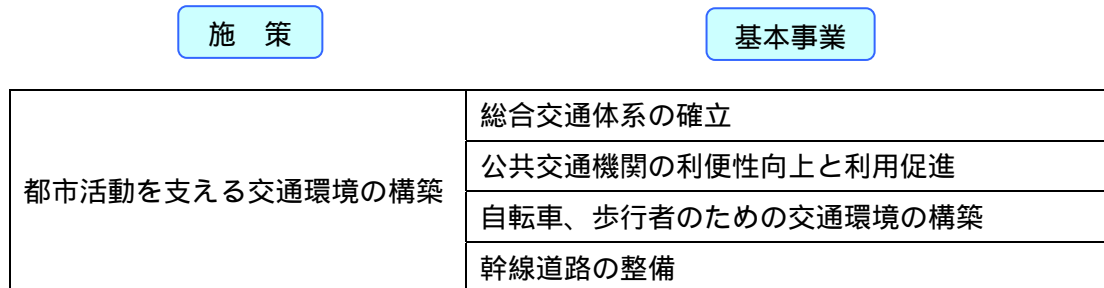 施　策
基本事業
総合交通体系の確立
公共交通機関の利便性向上と利用促進
都市活動を支える交通環境の構築
自転車、歩行者のための交通環境の構築
幹線道路の整備